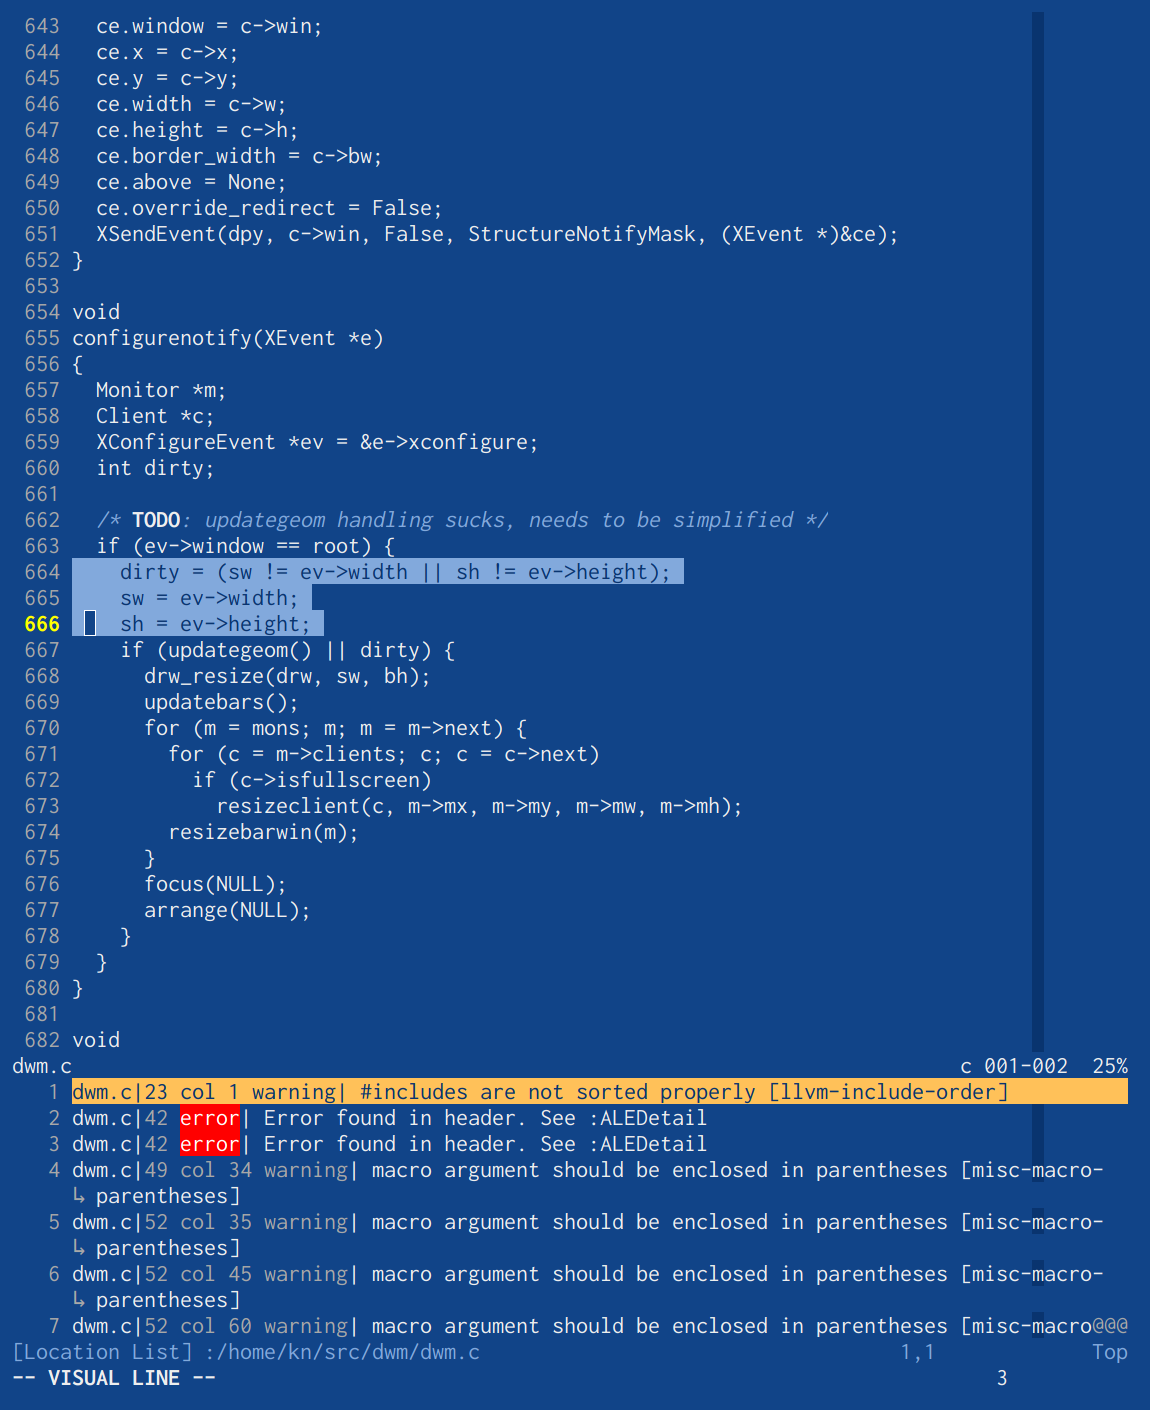 643   ce.window = c->win;
644   ce.x = c->x;
645   ce.y = c->y;
646   ce.width = c->w;
647   ce.height = c->h;
648   ce.border_width = c->bw;
649   ce.above = None;
650   ce.override_redirect = False;
651   XSendEvent(dpy, c->win, False, StructureNotifyMask, (XEvent *)&ce);
652 }
653
654 void
655 configurenotify(XEvent *e)
656 {
657   Monitor *m;
658   Client *c;
659   XConfigureEvent *ev = &e->xconfigure;
660   int dirty;
661
662   /* TODO: updategeom handling sucks, needs to be simplified */
663   if (ev->window == root) {
664     dirty = (sw != ev->width || sh != ev->height);
665     sw = ev->width;
666     sh = ev->height;
667     if (updategeom() || dirty) {
668       drw_resize(drw, sw, bh);
669       updatebars();
670       for (m = mons; m; m = m->next) {
671         for (c = m->clients; c; c = c->next)
672           if (c->isfullscreen)
673             resizeclient(c, m->mx, m->my, m->mw, m->mh);
674         resizebarwin(m);
675       }
676       focus(NULL);
677       arrange(NULL);
678     }
679   }
680 }
681
682 void
dwm.c c 001-002  25%
1 dwm.c|23 col 1 warning| #includes are not sorted properly [llvm-include-order]
2 dwm.c|42 error| Error found in header. See :ALEDetail
3 dwm.c|42 error| Error found in header. See :ALEDetail
4 dwm.c|49 col 34 warning| macro argument should be enclosed in parentheses [misc-macro-
↳ parentheses]
5 dwm.c|52 col 35 warning| macro argument should be enclosed in parentheses [misc-macro-
↳ parentheses]
6 dwm.c|52 col 45 warning| macro argument should be enclosed in parentheses [misc-macro-
↳ parentheses]
7 dwm.c|52 col 60 warning| macro argument should be enclosed in parentheses [misc-macro@@@
[Location List] :/home/kn/src/dwm/dwm.c 1,1 Top
-- VISUAL LINE -- 3